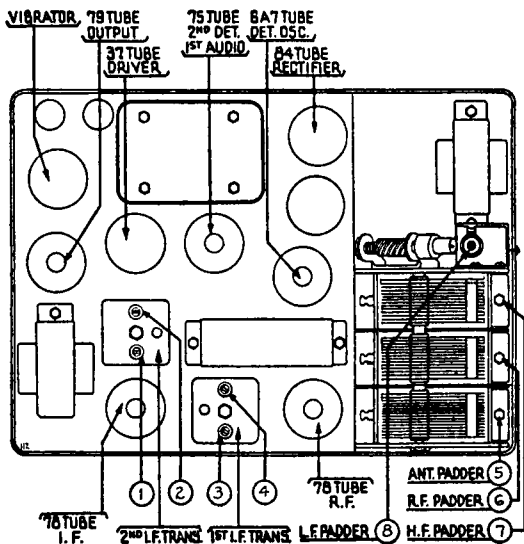 VIBRATOR
79 TUBE
OUTPUT
37 TUBE
DRIVER
75 TUBE
2ND DET.
1ST AUDIO
6A7 TUBE
DET. OSC.
84 TUBE
RECTIFIER
112
78 TUBE
I.F.
1
2
2ND I.F. TRANS.
3
4
1ST I.F. TRANS.
78 TUBE
R.F.
L.F. PADDER 8
ANT. PADDER 5
R.F. PADDER 6
H.F. PADDER 7